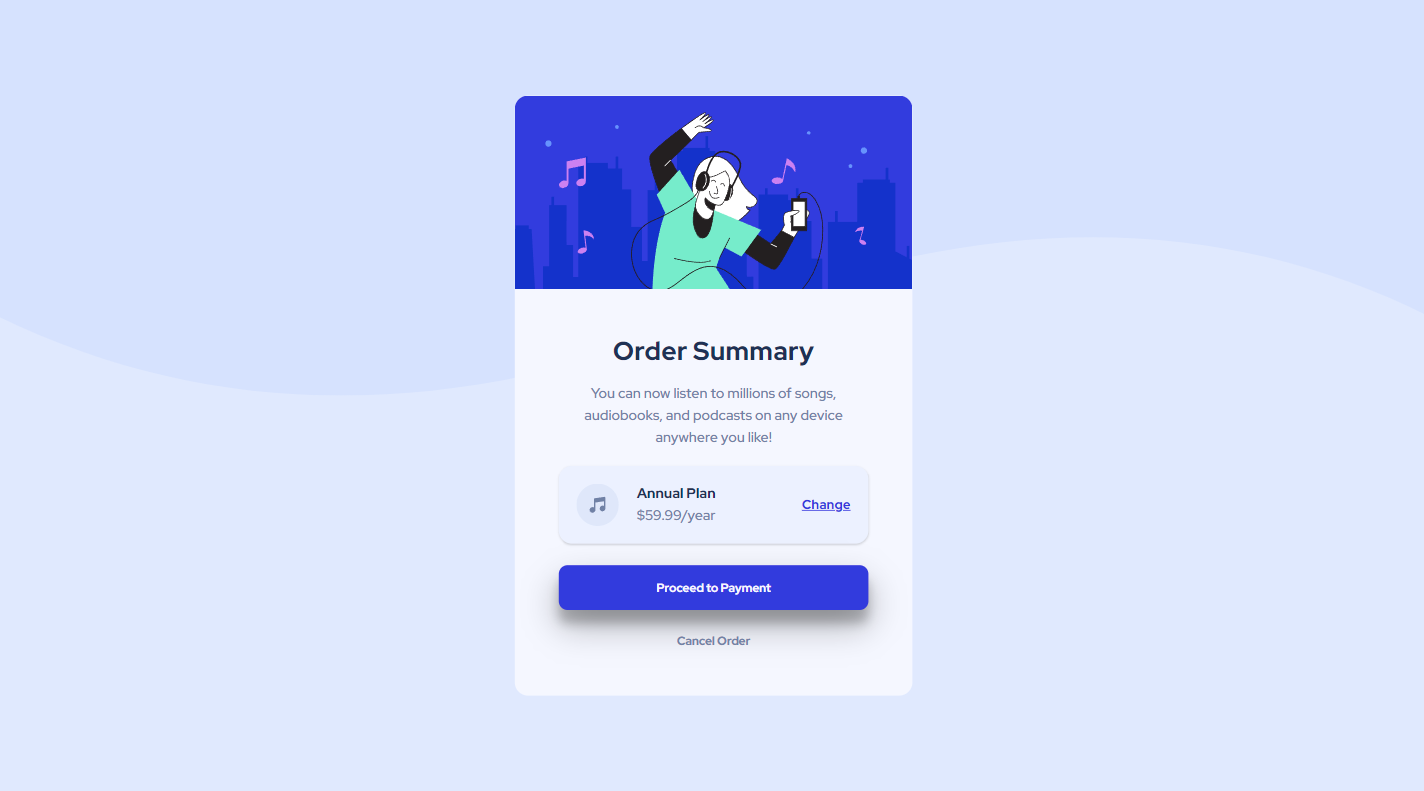 Order Summary
You can now listen to millions of songs,
audiobooks, and podcasts on any device
anywhere you like!
Annual Plan
$59.99/year
Change
Proceed to Payment
Cancel Order